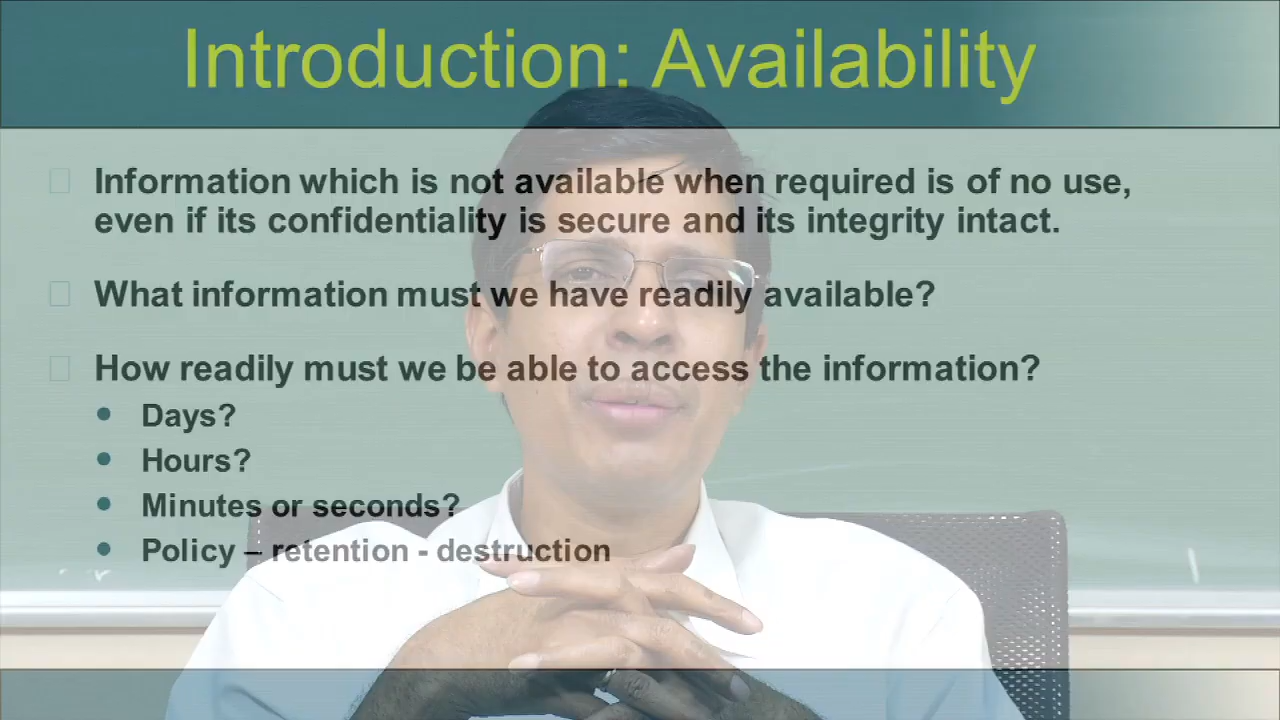 Introduction: Availability
Information which is not available when required is of no use,
even if its confidentiality is secure and its integrity intact.
What information must we have readily available?
How readily must we be able to access the information?
• Days?
• Hours?
• Minutes or seconds?
• Policy – retention - destruction